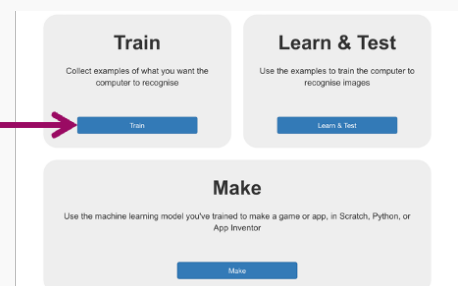 Train
Collect examples of what you want the
computer to recognise
Train
Learn & Test
Use the examples to train the computer to
recognise images
Learn & Test
Make
Use the machine learning model you've trained to make a game or app, in Scratch, Python, or
App Inventor
Make